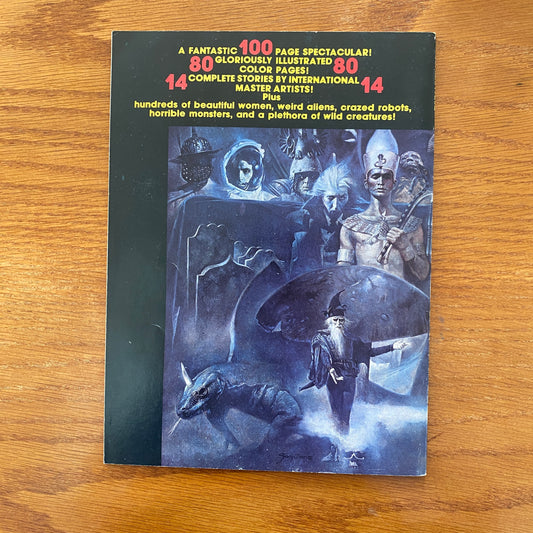 A FANTASTIC 100 PAGE SPECTACULAR!
80 GLORIOUSLY ILLUSTRATED 80
COLOR PAGES!
14 COMPLETE STORIES BY INTERNATIONAL 14
MASTER ARTISTS!
Plus
hundreds of beautiful women, weird aliens, crazed robots,
horrible monsters, and a plethora of wild creatures!